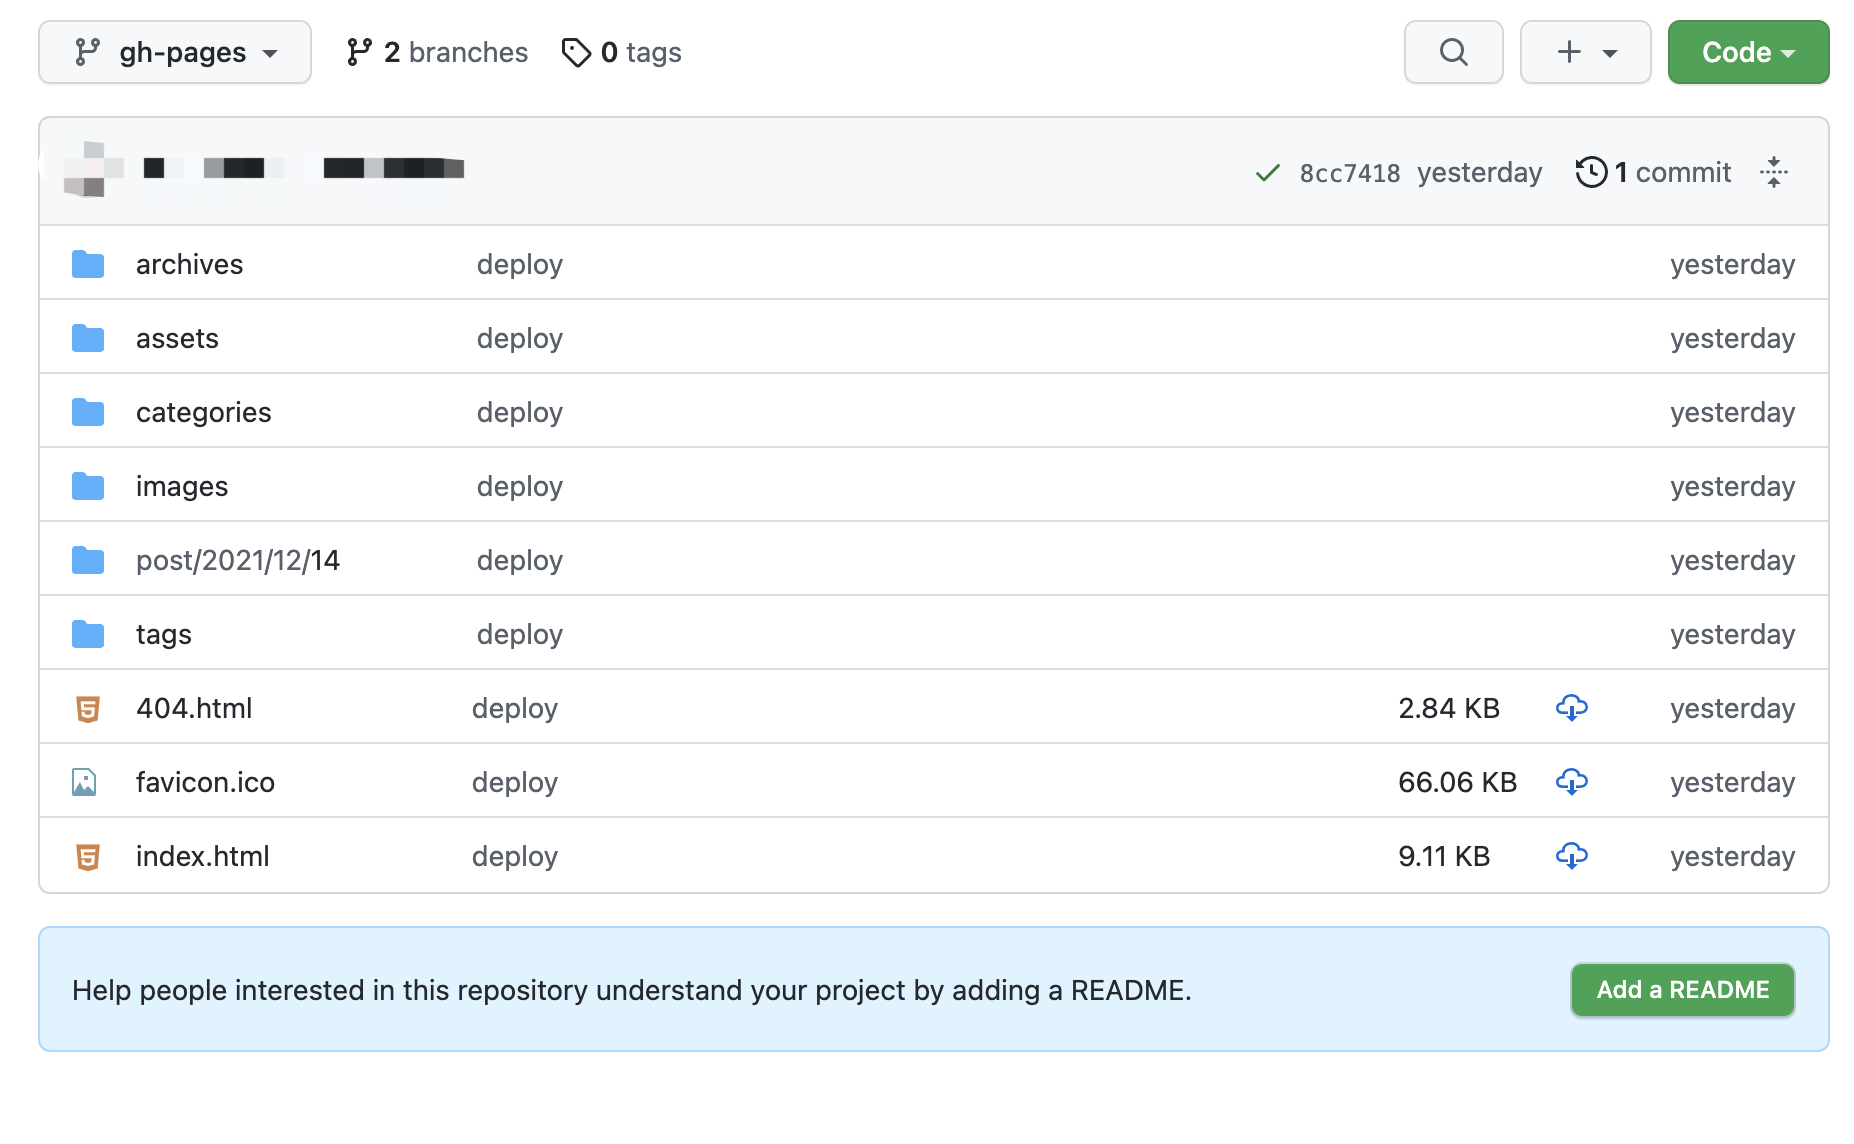 gh-pages 2 branches 0 tags Code
8cc7418 yesterday 1 commit
archives deploy yesterday
assets deploy yesterday
categories deploy yesterday
images deploy yesterday
post/2021/12/14 deploy yesterday
tags deploy yesterday
404.html deploy 2.84 KB yesterday
favicon.ico deploy 66.06 KB yesterday
index.html deploy 9.11 KB yesterday
Help people interested in this repository understand your project by adding a README. Add a README